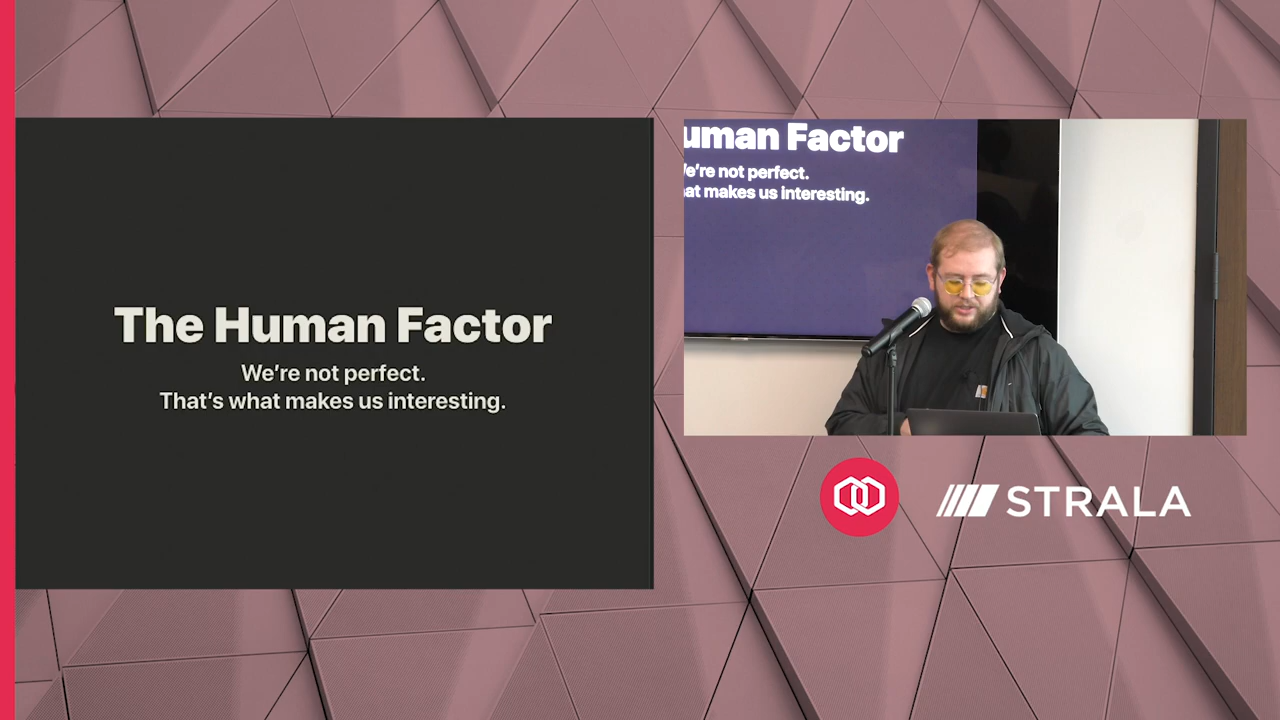 The Human Factor
We’re not perfect.
That’s what makes us interesting.
uman Factor
e’re not perfect.
at makes us interesting.
STRALA